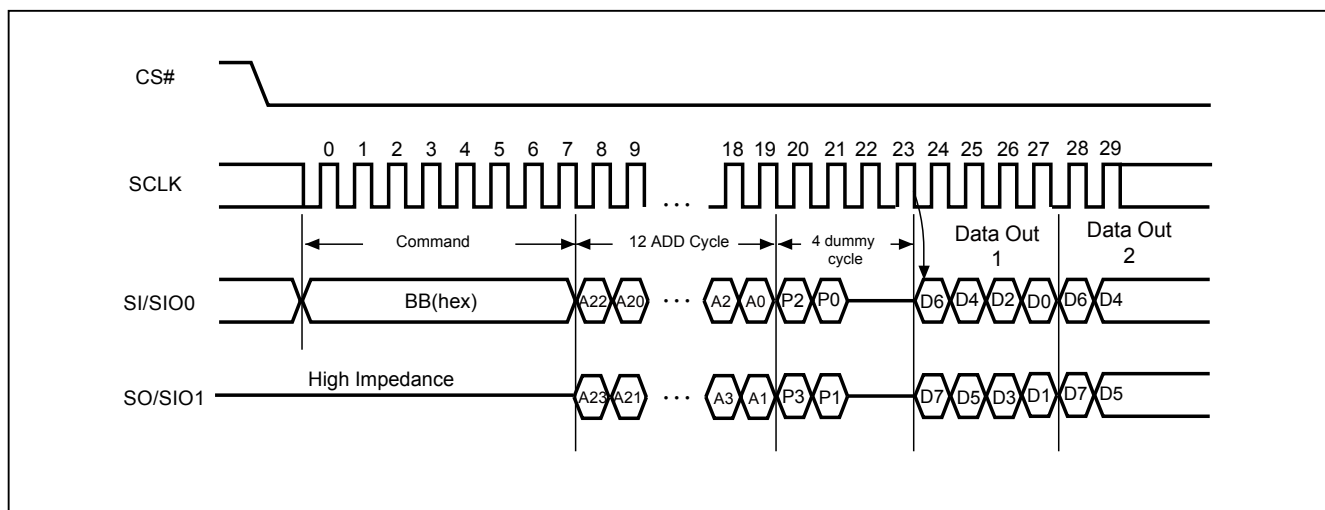 CS#
0 1 2 3 4 5 6 7 8 9 18 19 20 21 22 23 24 25 26 27 28 29
SCLK
...
Command
12 ADD Cycle
4 dummy
cycle
Data Out
1
Data Out
2
SI/SIO0
BB(hex)
A22 A20 ... A2 A0 P2 P0 D6 D4 D2 D0 D6 D4
High Impedance
SO/SIO1
A23 A21 ... A3 A1 P3 P1 D7 D5 D3 D1 D7 D5